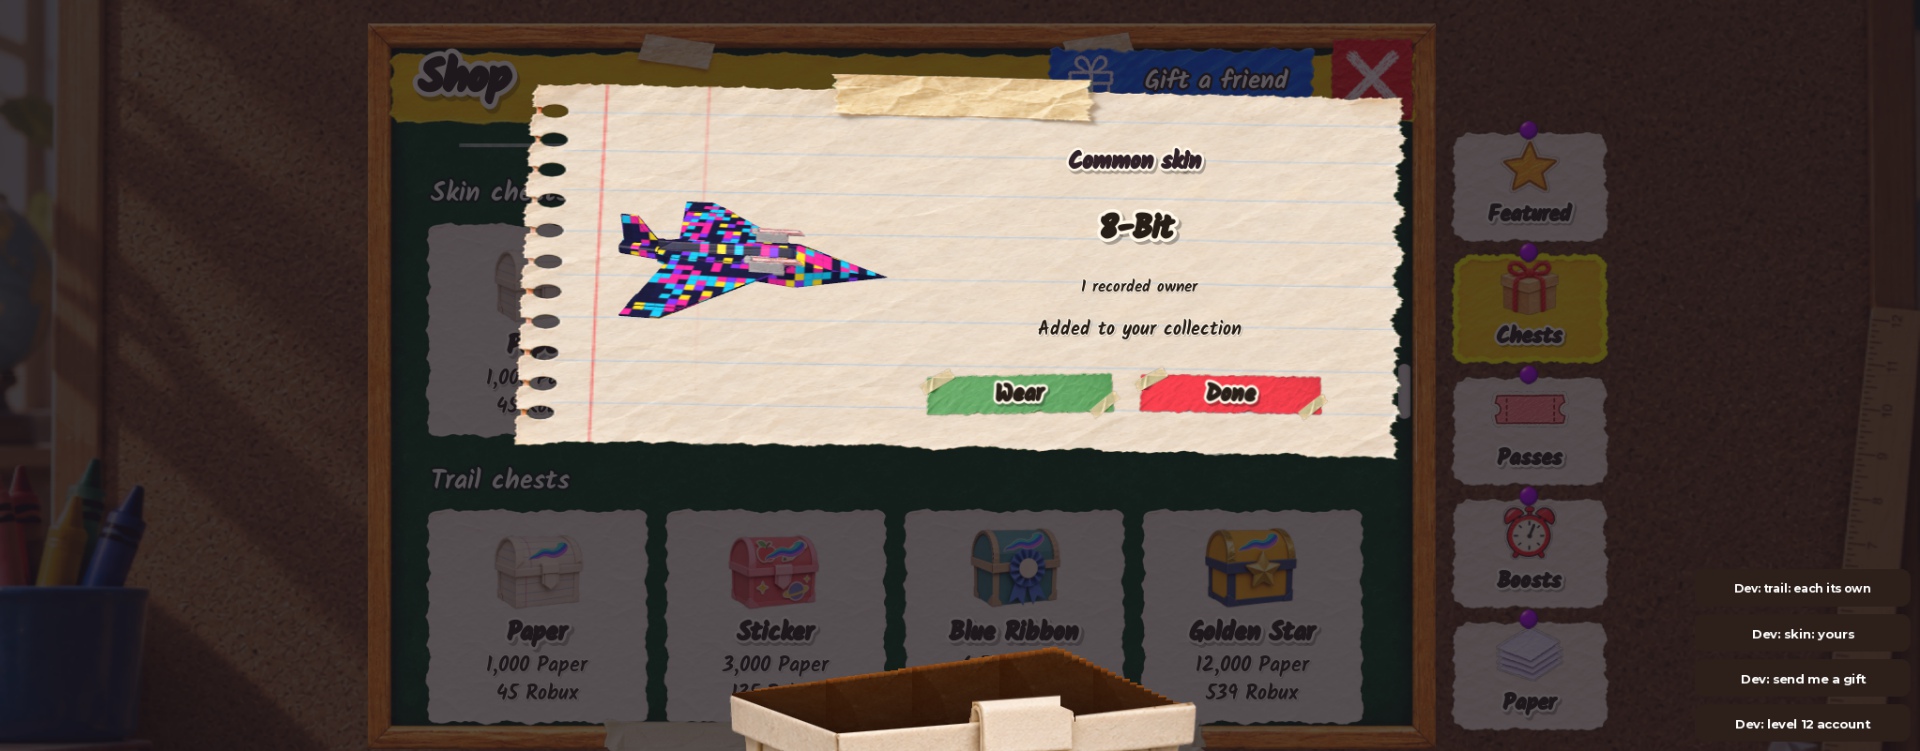 Shop
Gift a friend
Common skin
8-Bit
1 recorded owner
Added to your collection
Wear
Done
Trail chests
Paper
1,000 Paper
45 Robux
Sticker
3,000 Paper
Blue Ribbon
Golden Star
12,000 Paper
539 Robux
Featured
Chests
Passes
Boosts
Paper
Dev: trail: each its own
Dev: skin: yours
Dev: send me a gift
Dev: level 12 account
Skin